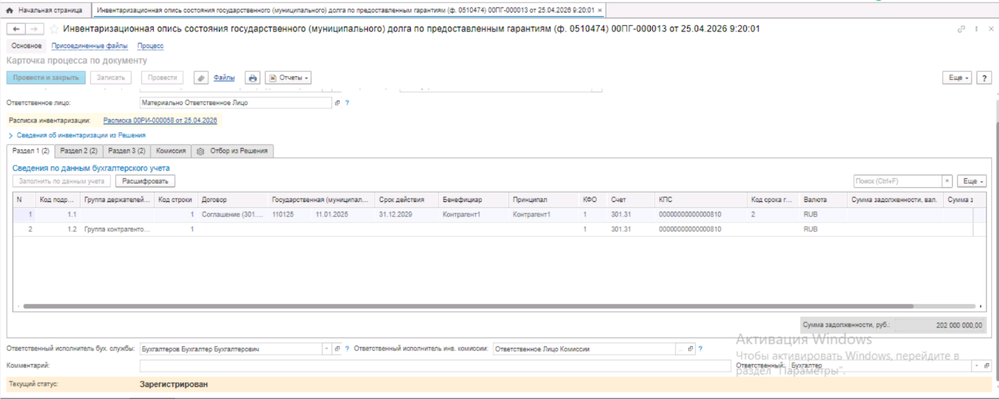 Начальная страница Инвентаризационная опись состояния государственного (муниципального) долга по предоставленным гарантиям (ф. 0510474) 00ПГ-000013 от 25.04.2026 9:20:01 ×
Инвентаризационная опись состояния государственного (муниципального) долга по предоставленным гарантиям (ф. 0510474) 00ПГ-000013 от 25.04.2026 9:20:01
Основное Присоединенные файлы Процесс
Карточка процесса по документу
Провести и закрыть Записать Провести Файлы Отчеты Еще ?
Ответственное лицо: Материально Ответственное Лицо ?
Расписка инвентаризации: Расписка 00РИ-000058 от 25.04.2026
Сведения об инвентаризации из Решения
Раздел 1 (2) Раздел 2 (2) Раздел 3 (2) Комиссия Отбор из Решения
Сведения по данным бухгалтерского учета
Заполнить по данным учета Расшифровать Поиск (Ctrl+F) × Еще
N Код подр... Группа держателей... Код строки Договор Государственная (муниципал... Срок действия Бенефициар Принципал КФО Счет КПС Код срока г... Валюта Сумма задолженности, вал. Сумма з
1 1.1 1 Соглашение (301.... 110125 11.01.2025 31.12.2029 Контрагент1 Контрагент1 1 301.31 00000000000000810 2 RUB
2 1.2 Группа контрагенто... 1 1 301.31 00000000000000810 RUB
Сумма задолженности, руб.: 202 000 000,00
Ответственный исполнитель бух. службы: Бухгалтеров Бухгалтер Бухгалтерович ? Ответственный исполнитель инв. комиссии: Ответственное Лицо Комиссии ... ?
Активация Windows
Чтобы активировать Windows, перейдите в
раздел "Параметры".
Комментарий: Ответственный: Бухгалтер
Текущий статус: Зарегистрирован